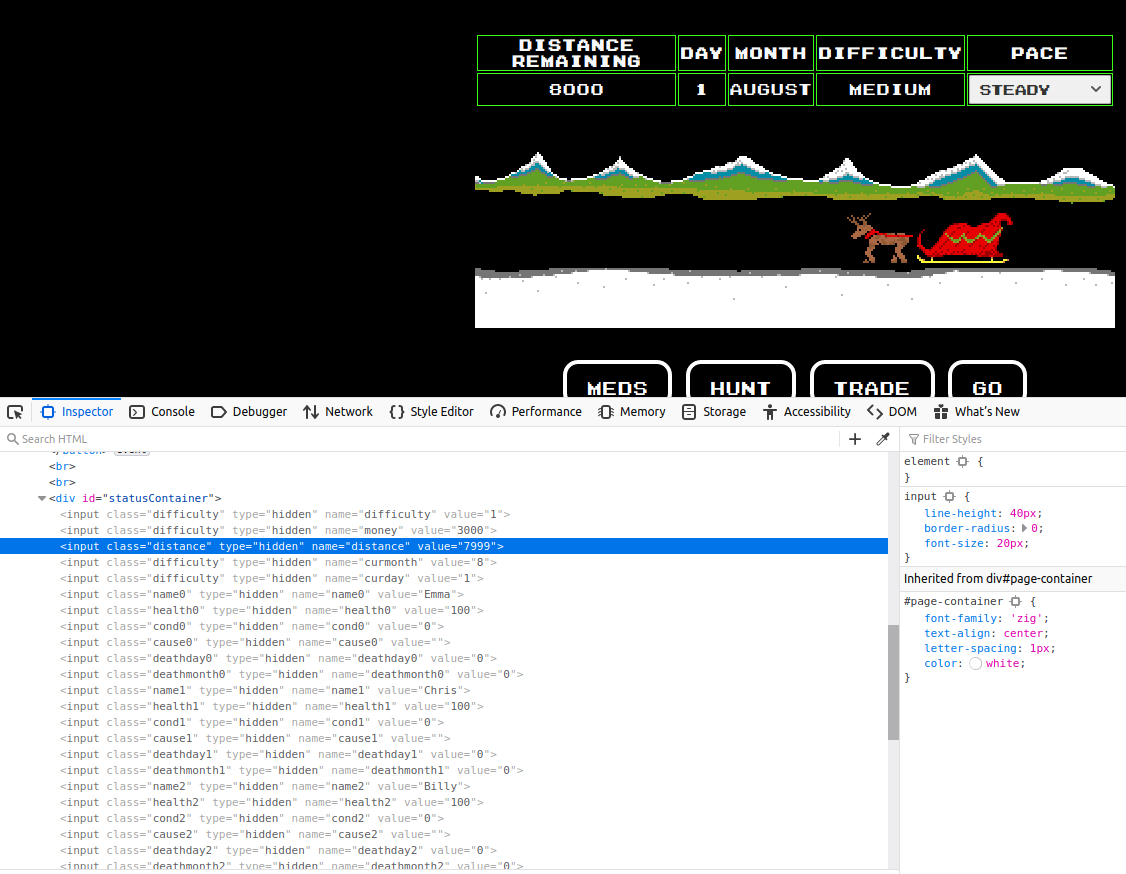 DISTANCE REMAINING DAY MONTH DIFFICULTY PACE
8000 1 AUGUST MEDIUM STEADY
MEDS HUNT TRADE GO
Inspector Console Debugger Network Style Editor Performance Memory Storage Accessibility DOM What's New
Search HTML
Filter Styles
<br>
<br>
<div id="statusContainer">
<input class="difficulty" type="hidden" name="difficulty" value="1">
<input class="difficulty" type="hidden" name="money" value="3000">
<input class="distance" type="hidden" name="distance" value="7999">
<input class="difficulty" type="hidden" name="curmonth" value="8">
<input class="difficulty" type="hidden" name="curday" value="1">
<input class="name0" type="hidden" name="name0" value="Emma">
<input class="health0" type="hidden" name="health0" value="100">
<input class="cond0" type="hidden" name="cond0" value="0">
<input class="cause0" type="hidden" name="cause0" value="">
<input class="deathday0" type="hidden" name="deathday0" value="0">
<input class="deathmonth0" type="hidden" name="deathmonth0" value="0">
<input class="name1" type="hidden" name="name1" value="Chris">
<input class="health1" type="hidden" name="health1" value="100">
<input class="cond1" type="hidden" name="cond1" value="0">
<input class="cause1" type="hidden" name="cause1" value="">
<input class="deathday1" type="hidden" name="deathday1" value="0">
<input class="deathmonth1" type="hidden" name="deathmonth1" value="0">
<input class="name2" type="hidden" name="name2" value="Billy">
<input class="health2" type="hidden" name="health2" value="100">
<input class="cond2" type="hidden" name="cond2" value="0">
<input class="cause2" type="hidden" name="cause2" value="">
<input class="deathday2" type="hidden" name="deathday2" value="0">
<input class="deathmonth2" type="hidden" name="deathmonth2" value="0">
element {
}
input {
line-height: 40px;
border-radius: 0;
font-size: 20px;
}
Inherited from div#page-container
#page-container {
font-family: 'zig';
text-align: center;
letter-spacing: 1px;
color: white;
}